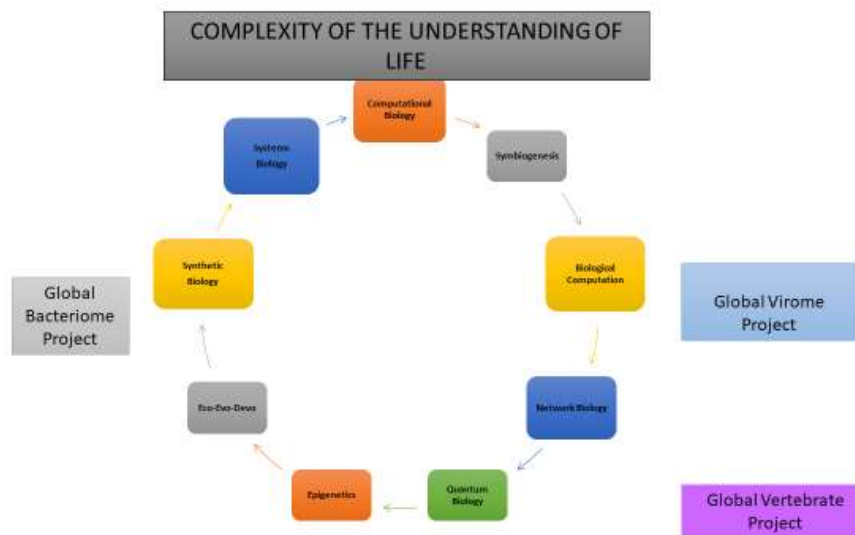 COMPLEXITY OF THE UNDERSTANDING OF
LIFE
Computational
Biology
Symbiogenesis
Biological
Computation
Network Biology
Quantum
Biology
Epigenetics
Eco-Evo-Devo
Synthetic
Biology
Systems
Biology
Global
Bacteriome
Project
Global Virome
Project
Global Vertebrate
Project